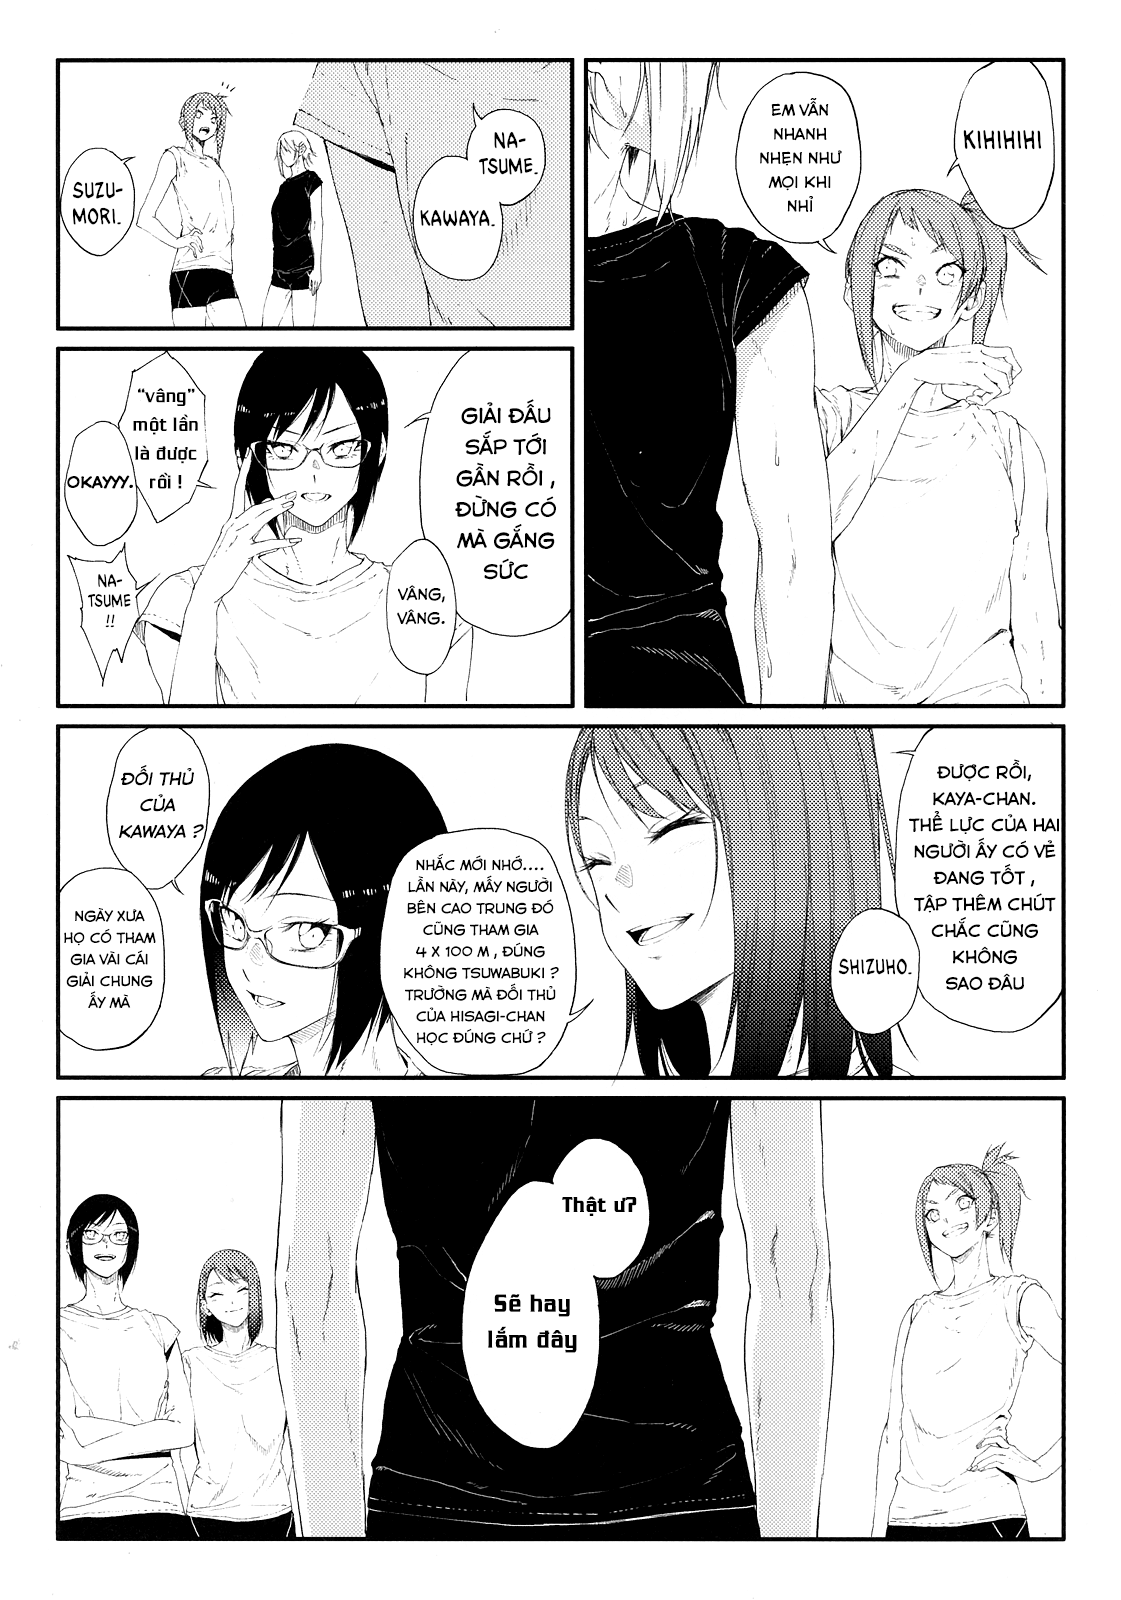 KIHIHIHI
EM VẪN
NHANH
NHẸN NHƯ
MỌI KHI
NHỈ
NA-
TSUME.
KAWAYA.
SUZU-
MORI.
GIẢI ĐẤU
SẮP TỚI
GẦN RỒI ,
ĐỪNG CÓ
MÀ GẮNG
SỨC
VÂNG,
VÂNG.
“vâng”
một lần
là được
rồi !
OKAYYY.
NA-
TSUME
!!
ĐƯỢC RỒI,
KAYA-CHAN.
THỂ LỰC CỦA HAI
NGƯỜI ẤY CÓ VẺ
ĐANG TỐT ,
TẬP THÊM CHÚT
CHẮC CŨNG
KHÔNG
SAO ĐÂU
SHIZUHO.
NHẮC MỚI NHỚ....
LẦN NÀY, MẤY NGƯỜI
BÊN CAO TRUNG ĐÓ
CŨNG THAM GIA
4 X 100 M , ĐÚNG
KHÔNG TSUWABUKI ?
TRƯỜNG MÀ ĐỐI THỦ
CỦA HISAGI-CHAN
HỌC ĐÚNG CHỨ ?
ĐỐI THỦ
CỦA
KAWAYA ?
NGÀY XƯA
HỌ CÓ THAM
GIA VÀI CÁI
GIẢI CHUNG
ẤY MÀ
Thật ư?
Sẽ hay
lắm đây